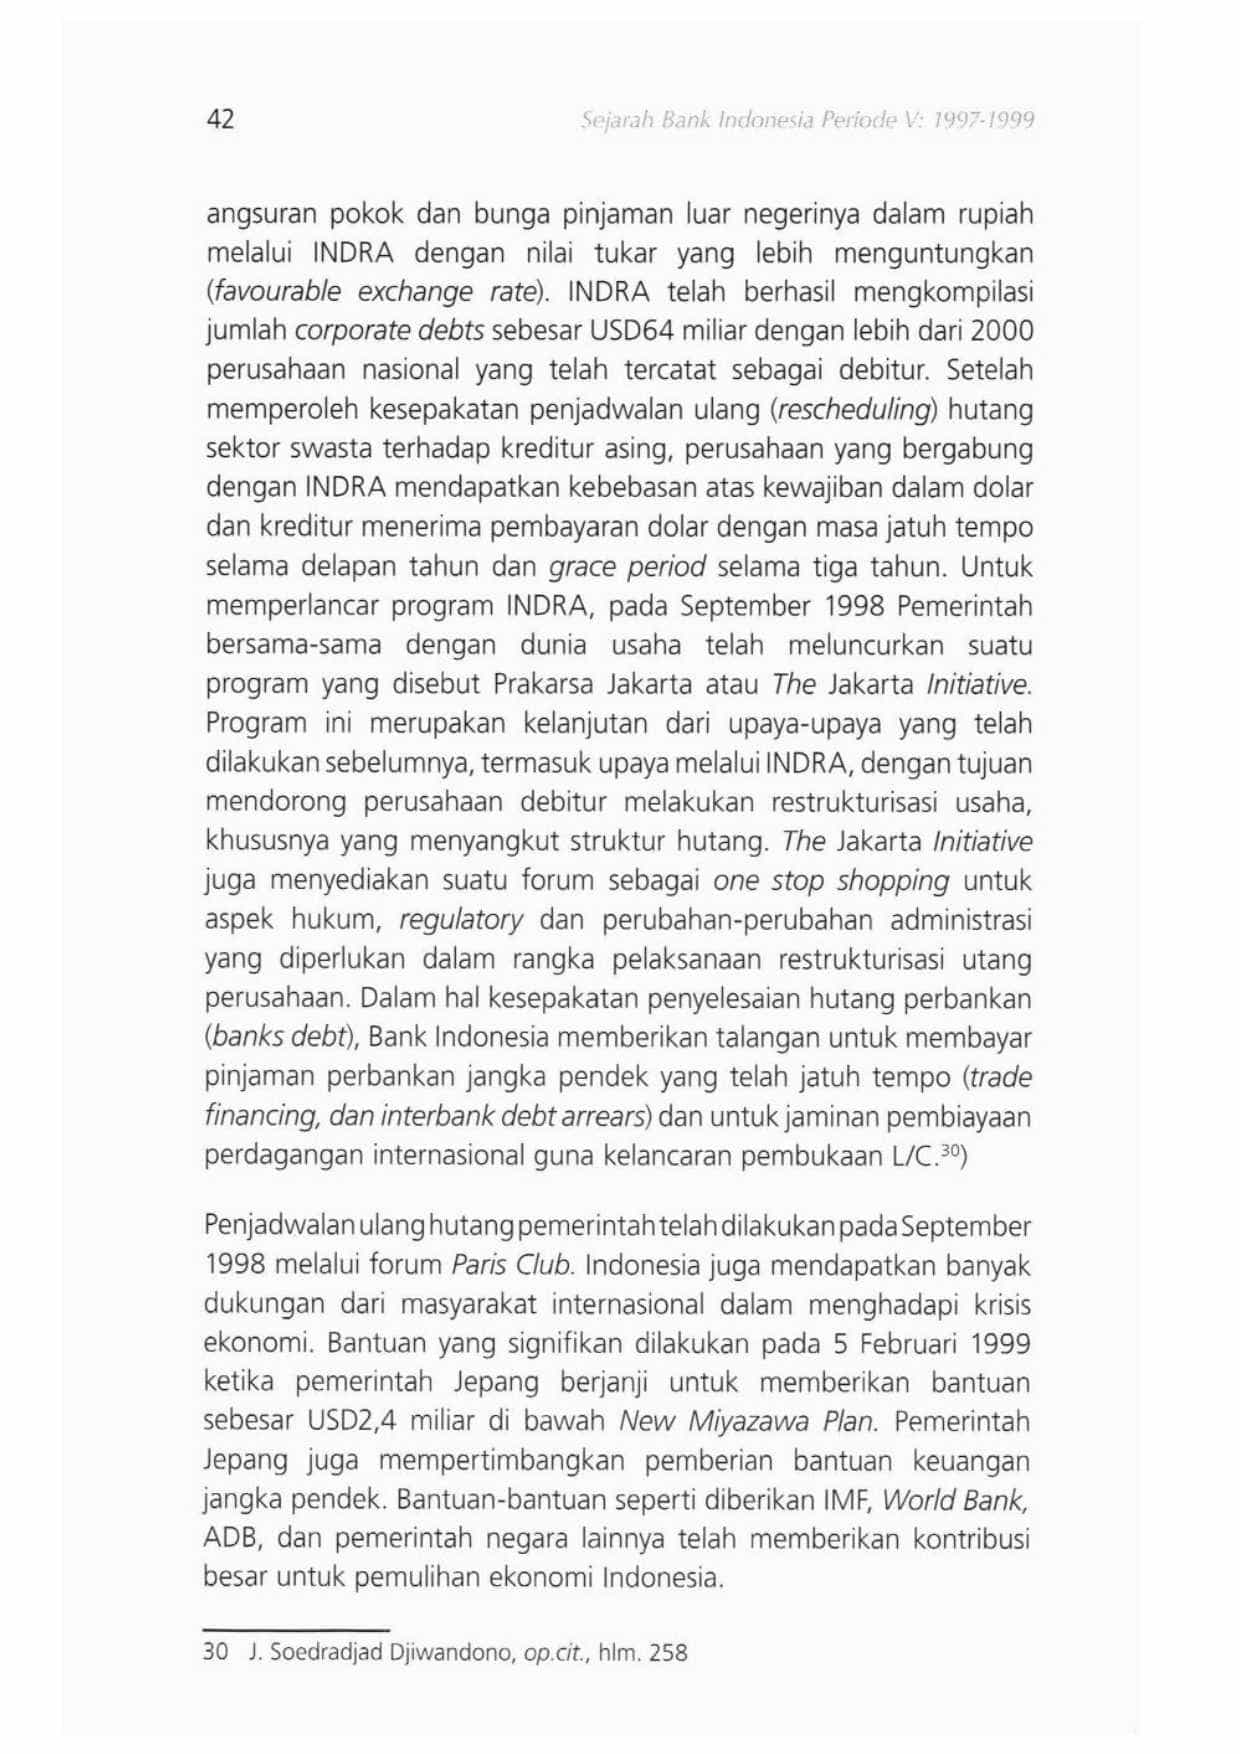 42
Sejarah Bank Indonesia Periode V: 1997-1999
angsuran pokok dan bunga pinjaman luar negerinya dalam rupiah
melalui INDRA dengan nilai tukar yang lebih menguntungkan
(favourable exchange rate). INDRA telah berhasil mengkompilasi
jumlah corporate debts sebesar USD64 miliar dengan lebih dari 2000
perusahaan nasional yang telah tercatat sebagai debitur. Setelah
memperoleh kesepakatan penjadwalan ulang (rescheduling) hutang
sektor swasta terhadap kreditur asing, perusahaan yang bergabung
dengan INDRA mendapatkan kebebasan atas kewajiban dalam dolar
dan kreditur menerima pembayaran dolar dengan masa jatuh tempo
selama delapan tahun dan grace period selama tiga tahun. Untuk
memperlancar program INDRA, pada September 1998 Pemerintah
bersama-sama dengan dunia usaha telah meluncurkan suatu
program yang disebut Prakarsa Jakarta atau The Jakarta Initiative.
Program ini merupakan kelanjutan dari upaya-upaya yang telah
dilakukan sebelumnya, termasuk upaya melalui INDRA, dengan tujuan
mendorong perusahaan debitur melakukan restrukturisasi usaha,
khususnya yang menyangkut struktur hutang. The Jakarta Initiative
juga menyediakan suatu forum sebagai one stop shopping untuk
aspek hukum, regulatory dan perubahan-perubahan administrasi
yang diperlukan dalam rangka pelaksanaan restrukturisasi utang
perusahaan. Dalam hal kesepakatan penyelesaian hutang perbankan
(banks debt), Bank Indonesia memberikan talangan untuk membayar
pinjaman perbankan jangka pendek yang telah jatuh tempo (trade
financing, dan interbank debt arrears) dan untuk jaminan pembiayaan
perdagangan internasional guna kelancaran pembukaan L/C.30)
Penjadwalan ulang hutang pemerintah telah dilakukan pada September
1998 melalui forum Paris Club. Indonesia juga mendapatkan banyak
dukungan dari masyarakat internasional dalam menghadapi krisis
ekonomi. Bantuan yang signifikan dilakukan pada 5 Februari 1999
ketika pemerintah Jepang berjanji untuk memberikan bantuan
sebesar USD2,4 miliar di bawah New Miyazawa Plan. Pemerintah
Jepang juga mempertimbangkan pemberian bantuan keuangan
jangka pendek. Bantuan-bantuan seperti diberikan IMF, World Bank,
ADB, dan pemerintah negara lainnya telah memberikan kontribusi
besar untuk pemulihan ekonomi Indonesia.
30 J. Soedradjad Djiwandono, op.cit., hlm. 258